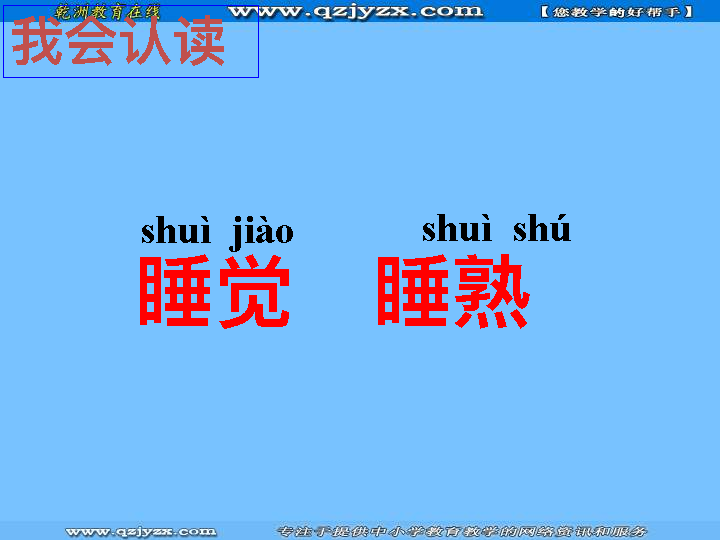 乾洲教育在线 www.qzjyzx.com 【您教学的好帮手】
我会认读
shuì jiào shuì shú
睡觉 睡熟
www.qzjyzx.com 专注于提供中小学教育教学的网络资讯和服务